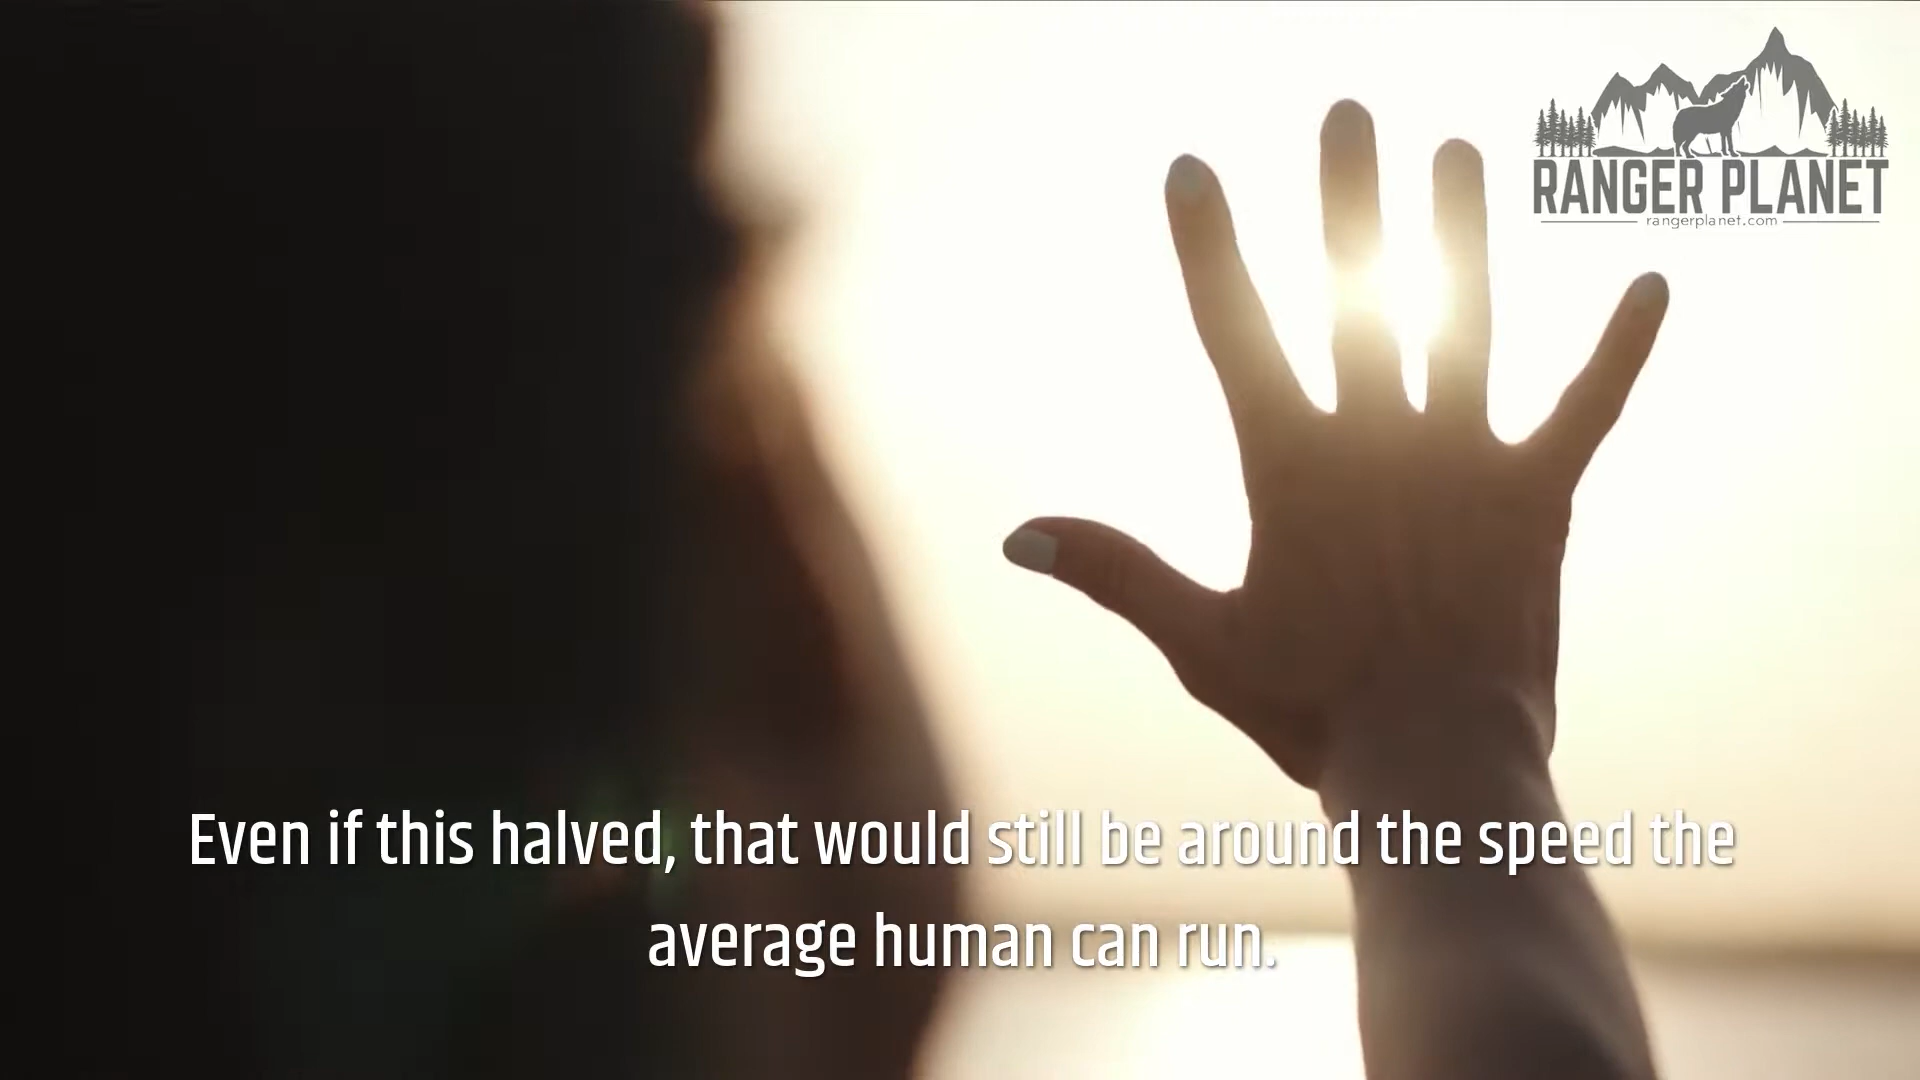 RANGER PLANET
rangerplanet.com
Even if this halved, that would still be around the speed the
average human can run.